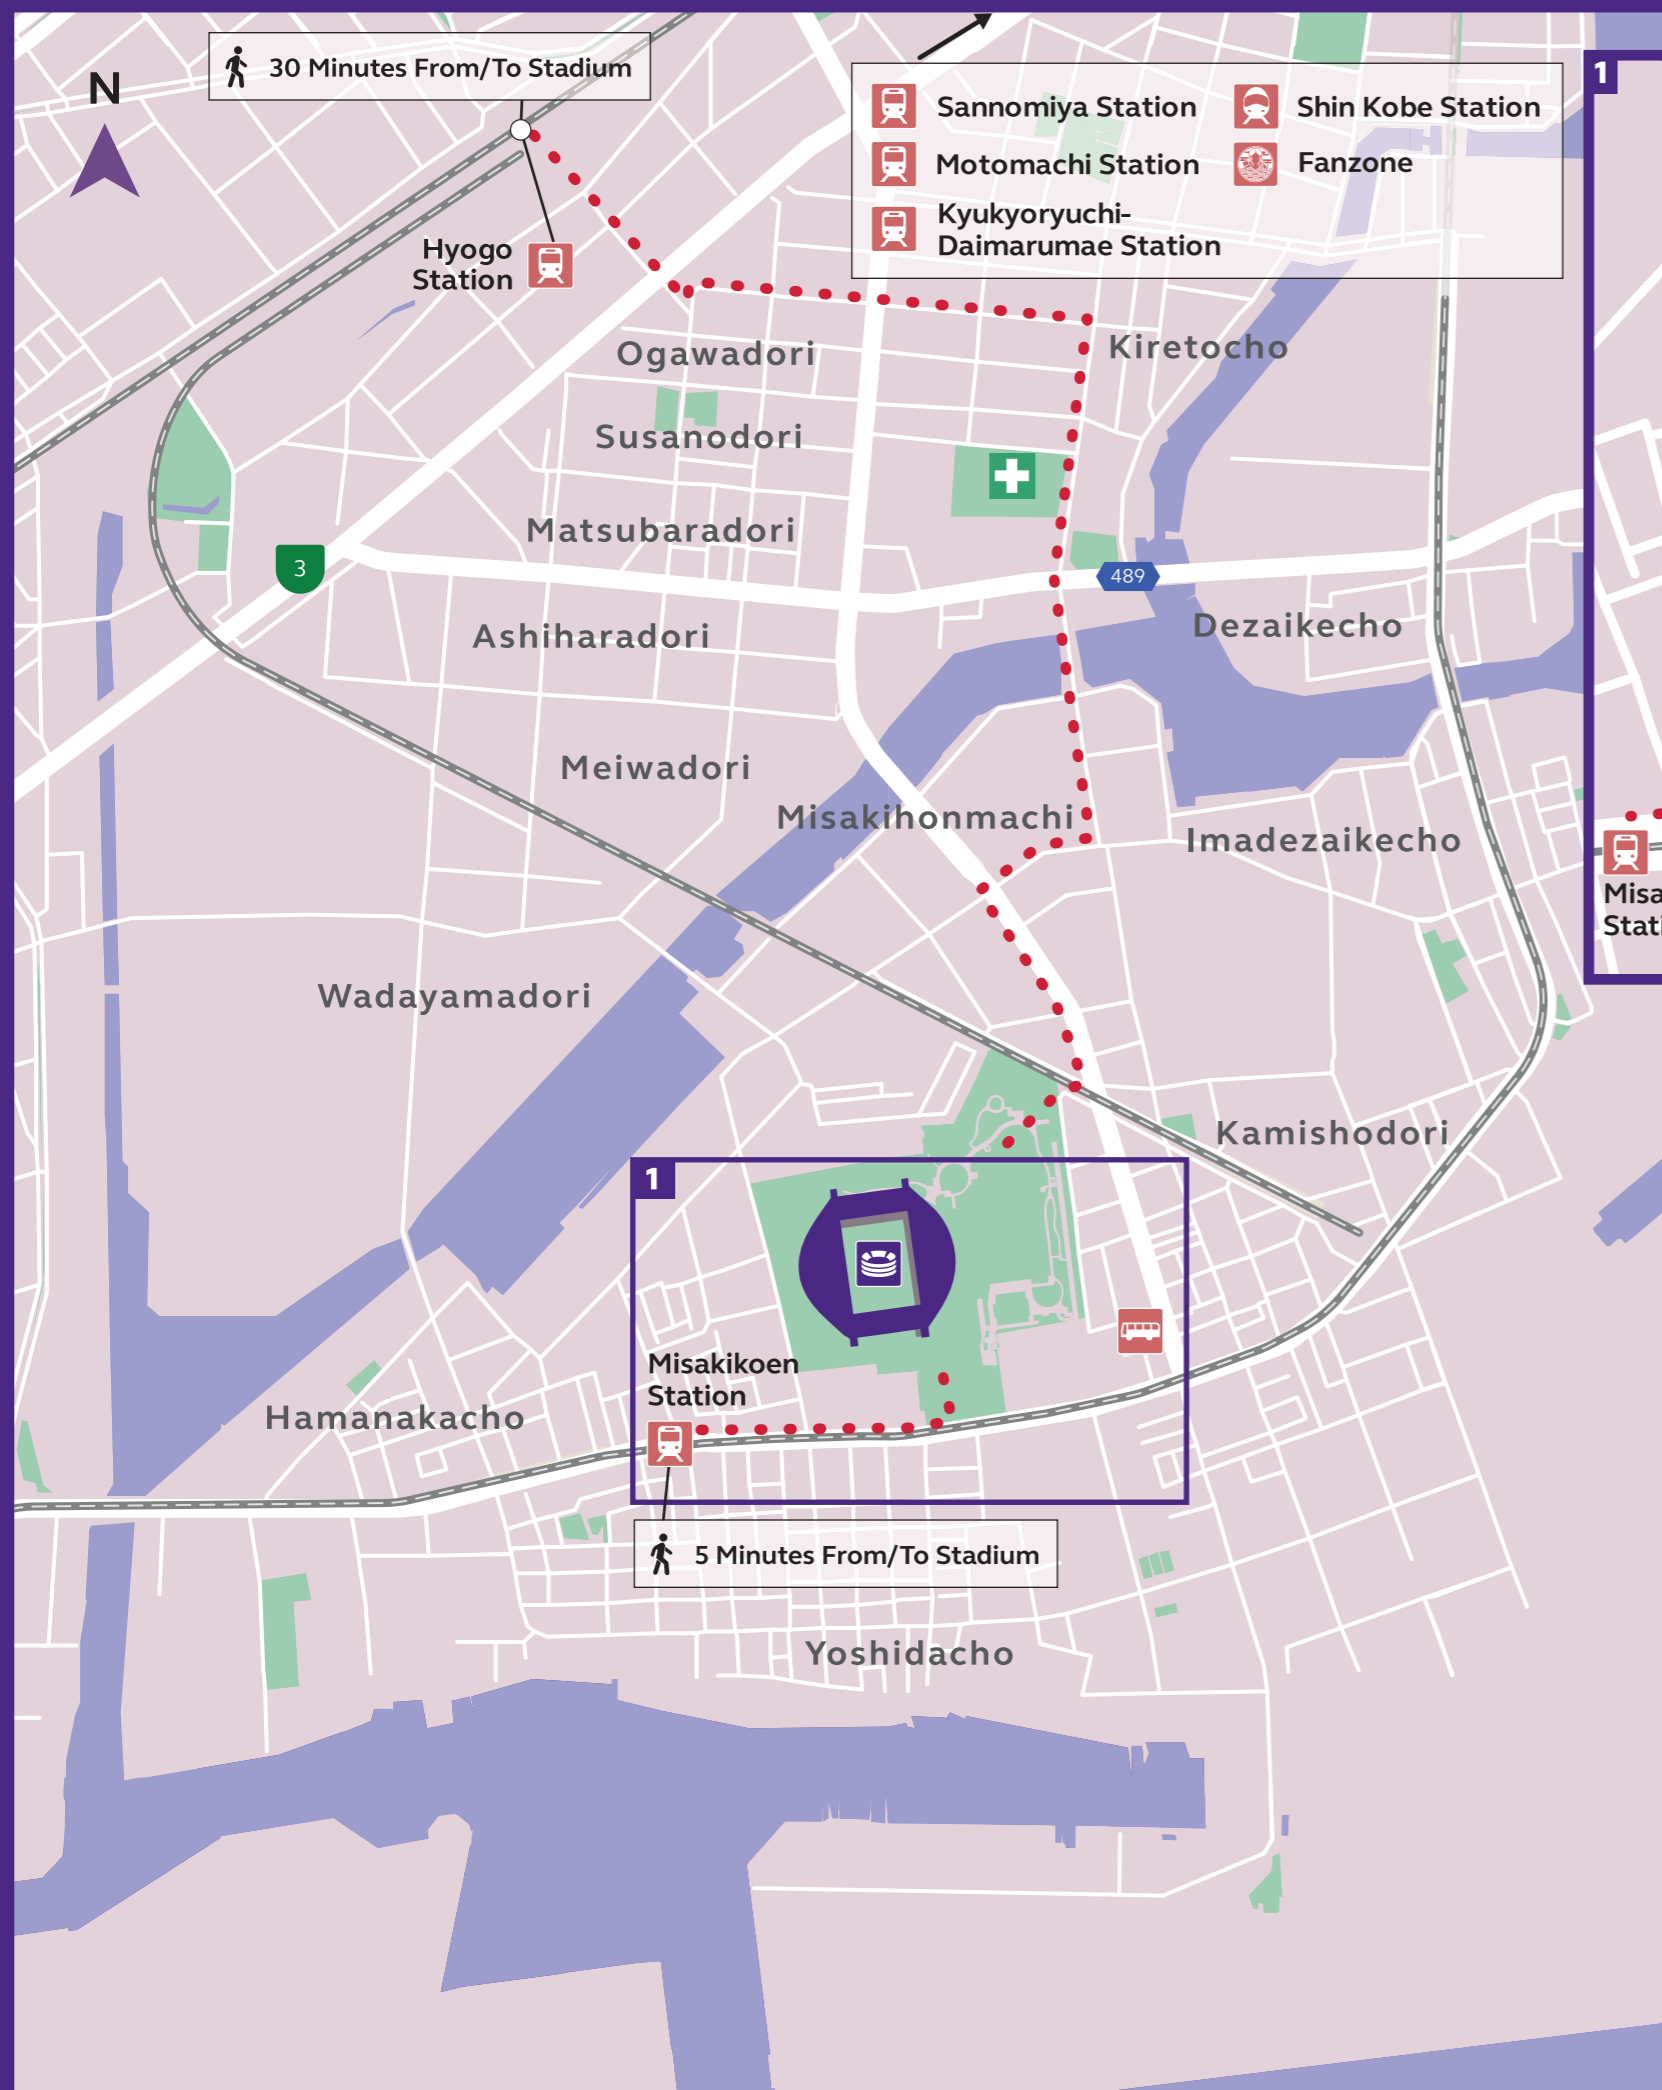 N
30 Minutes From/To Stadium
Hyogo
Station
Sannomiya Station
Motomachi Station
Kyukyoryuchi-
Daimarumae Station
Shin Kobe Station
Fanzone
1
Ogawadori
Kiretocho
Susanodori
Matsubaradori
3
489
Ashiharadori
Dezaikecho
Meiwadori
Misakihonmachi
Imadezaikecho
Misa
Stati
Wadayamadori
Kamishodori
1
Misakikoen
Station
Hamanakacho
5 Minutes From/To Stadium
Yoshidacho